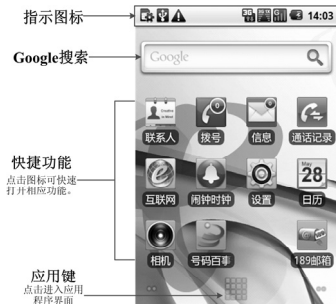 指示图标
3G
14:03
Google搜索
Google
联系人
拨号
信息
通话记录
快捷功能
点击图标可快速
打开相应功能。
May
28
互联网
闹钟时钟
设置
日历
相机
号码百事
189邮箱
应用键
点击进入应用
程序界面